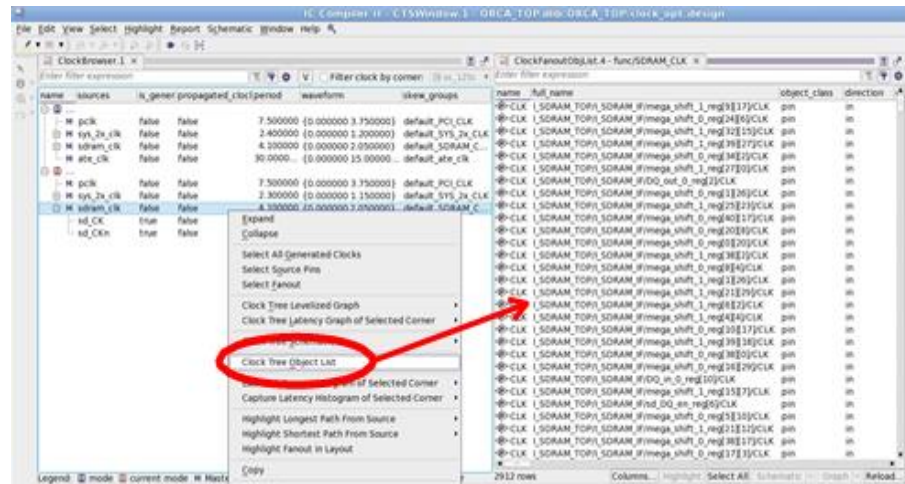 IC Compiler II - CTSWindow.1 - ORCA_TOP.dlib:ORCA_TOP/clock_opt.design
File Edit View Select Highlight Report Schematic Window Help
ClockBrowser.1
Enter filter expression
Filter clock by corner:
name sources is_gener propagated_cloc period waveform skew_groups
pclk false false 7.500000 {0.000000 3.750000} default_PCI_CLK
sys_2x_clk false false 2.400000 {0.000000 1.200000} default_SYS_2x_CLK
sdram_clk false false 4.100000 {0.000000 2.050000} default_SDRAM_C...
ate_clk false false 30.0000... {0.000000 15.00000... default_ate_clk
pclk false false 7.500000 {0.000000 3.750000} default_PCI_CLK
sys_2x_clk false false 2.300000 {0.000000 1.150000} default_SYS_2x_CLK
sdram_clk false false 4.100000 {0.000000 2.050000} default_SDRAM_C
sd_CK true false
sd_CKn true false
Expand
Collapse
Select All Generated Clocks
Select Source Pins
Select Fanout
Clock Tree Levelized Graph
Clock Tree Latency Graph of Selected Corner
Clock Tree Object List
of Selected Corner
Capture Latency Histogram of Selected Corner
Highlight Longest Path From Source
Highlight Shortest Path From Source
Highlight Fanout in Layout
Copy
Legend: mode current mode M
ClockFanoutObjList.4 - func/SDRAM_CLK
Enter filter expression
name full_name object_class direction
CLK I_SDRAM_TOP/I_SDRAM_IF/mega_shift_1_reg[9][17]/CLK pin in
CLK I_SDRAM_TOP/I_SDRAM_IF/mega_shift_0_reg[24][6]/CLK pin in
CLK I_SDRAM_TOP/I_SDRAM_IF/mega_shift_1_reg[32][15]/CLK pin in
CLK I_SDRAM_TOP/I_SDRAM_IF/mega_shift_1_reg[39][27]/CLK pin in
CLK I_SDRAM_TOP/I_SDRAM_IF/mega_shift_0_reg[34][2]/CLK pin in
CLK I_SDRAM_TOP/I_SDRAM_IF/mega_shift_1_reg[27][0]/CLK pin in
CLK I_SDRAM_TOP/I_SDRAM_IF/DQ_out_0_reg[2]/CLK pin in
CLK I_SDRAM_TOP/I_SDRAM_IF/mega_shift_0_reg[1][26]/CLK pin in
CLK I_SDRAM_TOP/I_SDRAM_IF/mega_shift_1_reg[25][23]/CLK pin in
CLK I_SDRAM_TOP/I_SDRAM_IF/mega_shift_1_reg[6][17]/CLK pin in
CLK I_SDRAM_TOP/I_SDRAM_IF/mega_shift_0_reg[20][8]/CLK pin in
CLK I_SDRAM_TOP/I_SDRAM_IF/mega_shift_0_reg[0][20]/CLK pin in
CLK I_SDRAM_TOP/I_SDRAM_IF/mega_shift_1_reg[38][2]/CLK pin in
CLK I_SDRAM_TOP/I_SDRAM_IF/mega_shift_0_reg[9][4]/CLK pin in
CLK I_SDRAM_TOP/I_SDRAM_IF/mega_shift_1_reg[1][26]/CLK pin in
CLK I_SDRAM_TOP/I_SDRAM_IF/mega_shift_1_reg[21][29]/CLK pin in
CLK I_SDRAM_TOP/I_SDRAM_IF/mega_shift_1_reg[8][2]/CLK pin in
CLK I_SDRAM_TOP/I_SDRAM_IF/mega_shift_1_reg[4][4]/CLK pin in
CLK I_SDRAM_TOP/I_SDRAM_IF/mega_shift_0_reg[10][17]/CLK pin in
CLK I_SDRAM_TOP/I_SDRAM_IF/mega_shift_1_reg[39][18]/CLK pin in
CLK I_SDRAM_TOP/I_SDRAM_IF/mega_shift_0_reg[38][0]/CLK pin in
CLK I_SDRAM_TOP/I_SDRAM_IF/mega_shift_0_reg[16][29]/CLK pin in
CLK I_SDRAM_TOP/I_SDRAM_IF/DQ_in_0_reg[10]/CLK pin in
CLK I_SDRAM_TOP/I_SDRAM_IF/mega_shift_1_reg[15][7]/CLK pin in
CLK I_SDRAM_TOP/I_SDRAM_IF/sd_DQ_en_reg[6]/CLK pin in
CLK I_SDRAM_TOP/I_SDRAM_IF/mega_shift_0_reg[5][10]/CLK pin in
CLK I_SDRAM_TOP/I_SDRAM_IF/mega_shift_0_reg[21][12]/CLK pin in
CLK I_SDRAM_TOP/I_SDRAM_IF/mega_shift_0_reg[38][17]/CLK pin in
CLK I_SDRAM_TOP/I_SDRAM_IF/mega_shift_1_reg[37][3]/CLK pin in
2912 rows Columns... Highlight Select All Schematic Graph Reload